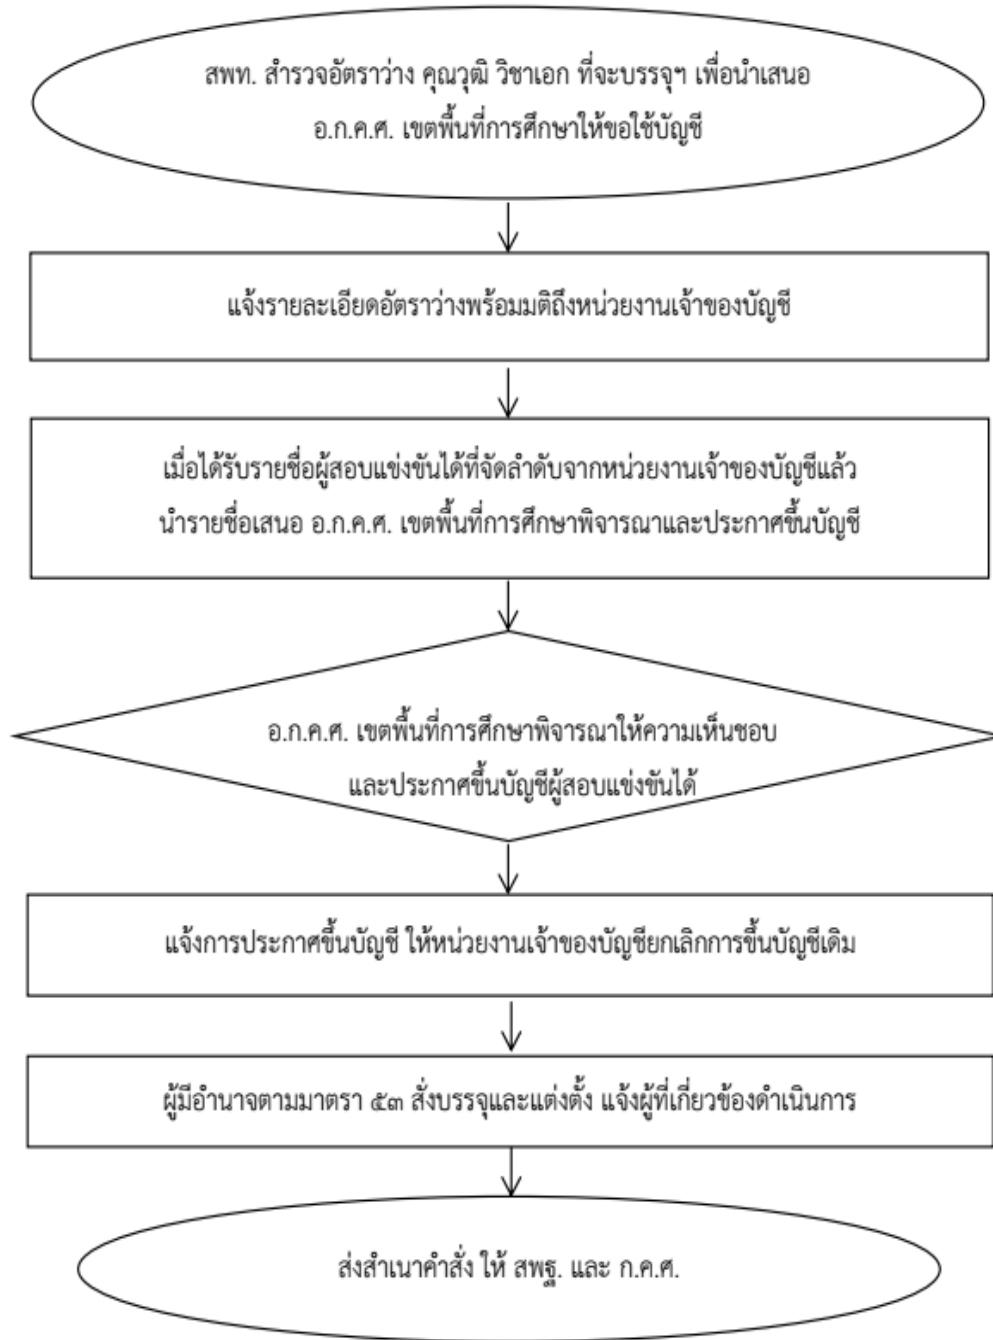 สพท. สำรวจอัตราว่าง คุณวุฒิ วิชาเอก ที่จะบรรจุฯ เพื่อนำเสนอ
อ.ก.ค.ศ. เขตพื้นที่การศึกษาให้ขอใช้บัญชี
แจ้งรายละเอียดอัตราว่างพร้อมมติถึงหน่วยงานเจ้าของบัญชี
เมื่อได้รับรายชื่อผู้สอบแข่งขันได้ที่จัดลำดับจากหน่วยงานเจ้าของบัญชีแล้ว
นำรายชื่อเสนอ อ.ก.ค.ศ. เขตพื้นที่การศึกษาพิจารณาและประกาศขึ้นบัญชี
อ.ก.ค.ศ. เขตพื้นที่การศึกษาพิจารณาให้ความเห็นชอบ
และประกาศขึ้นบัญชีผู้สอบแข่งขันได้
แจ้งการประกาศขึ้นบัญชี ให้หน่วยงานเจ้าของบัญชียกเลิกการขึ้นบัญชีเดิม
ผู้มีอำนาจตามมาตรา ๕๓ สั่งบรรจุและแต่งตั้ง แจ้งผู้ที่เกี่ยวข้องดำเนินการ
ส่งสำเนาคำสั่ง ให้ สพฐ. และ ก.ค.ศ.